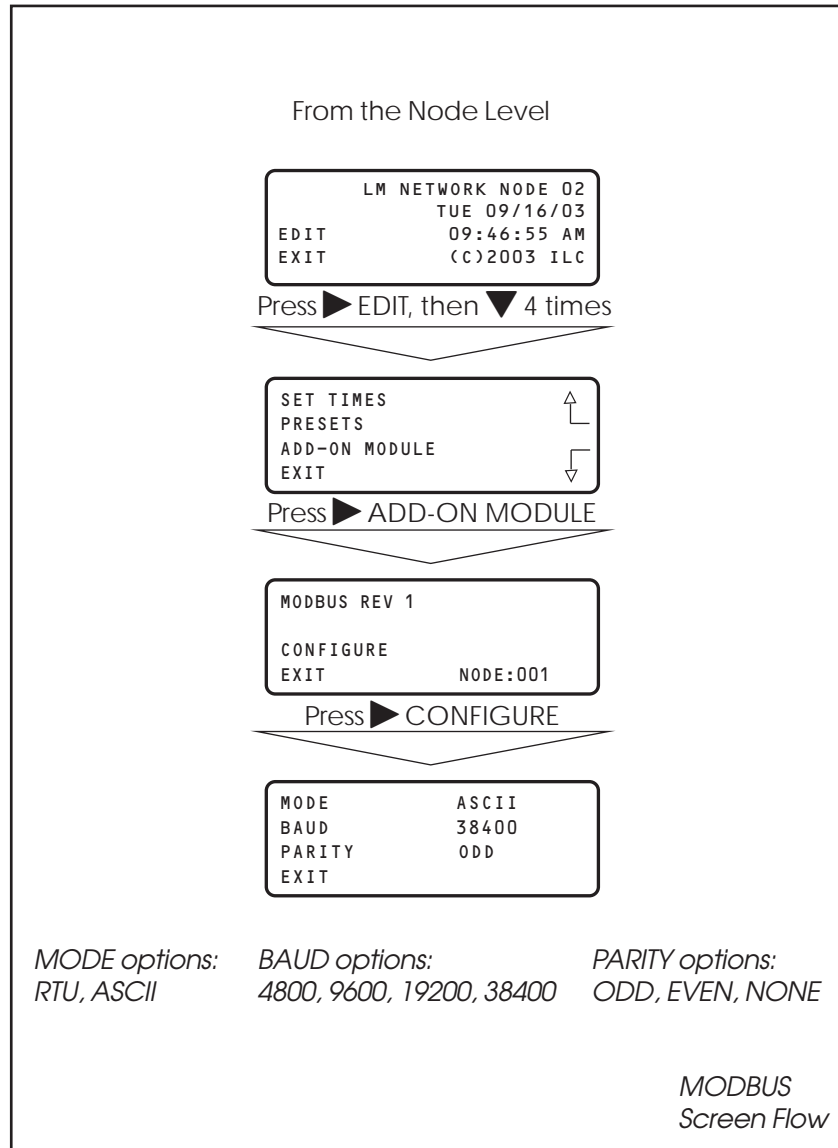 From the Node Level
LM NETWORK NODE 02
TUE 09/16/03
EDIT 09:46:55 AM
EXIT (C)2003 ILC
Press ▶ EDIT, then ▼ 4 times
SET TIMES
PRESETS
ADD-ON MODULE
EXIT
Press ▶ ADD-ON MODULE
MODBUS REV 1
CONFIGURE
EXIT NODE:001
Press ▶ CONFIGURE
MODE ASCII
BAUD 38400
PARITY ODD
EXIT
MODE options: BAUD options: PARITY options:
RTU, ASCII 4800, 9600, 19200, 38400 ODD, EVEN, NONE
MODBUS
Screen Flow